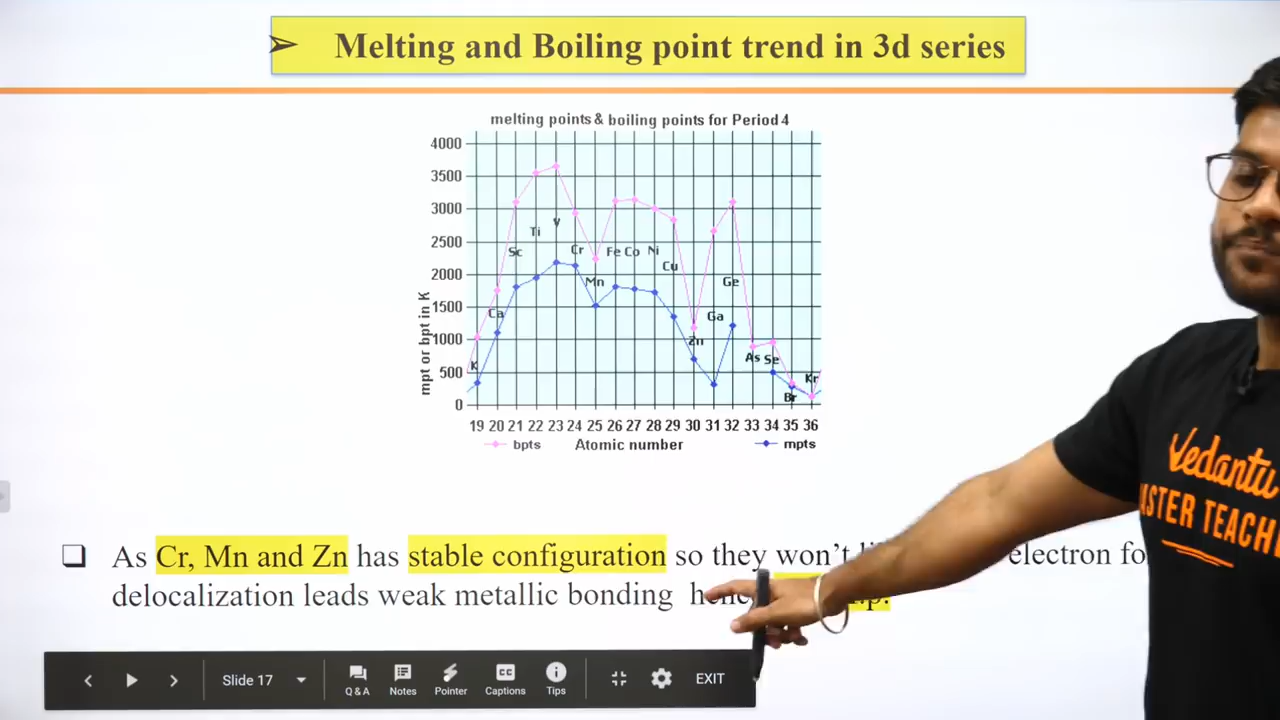 ➢ Melting and Boiling point trend in 3d series
melting points & boiling points for Period 4
4000
3500
3000
2500
2000
1500
1000
500
0
mpt or bpt in K
K
Ca
Sc
Ti
V
Cr
Mn
Fe
Co
Ni
Cu
Zn
Ga
Ge
As
Se
Br
Kr
19 20 21 22 23 24 25 26 27 28 29 30 31 32 33 34 35 36
bpts
Atomic number
mpts
❑ As Cr, Mn and Zn has stable configuration so they won't electron
delocalization leads weak metallic bonding
Vedantu
MASTER TEACHER
Slide 17
Q & A
Notes
Pointer
CC
Captions
Tips
EXIT